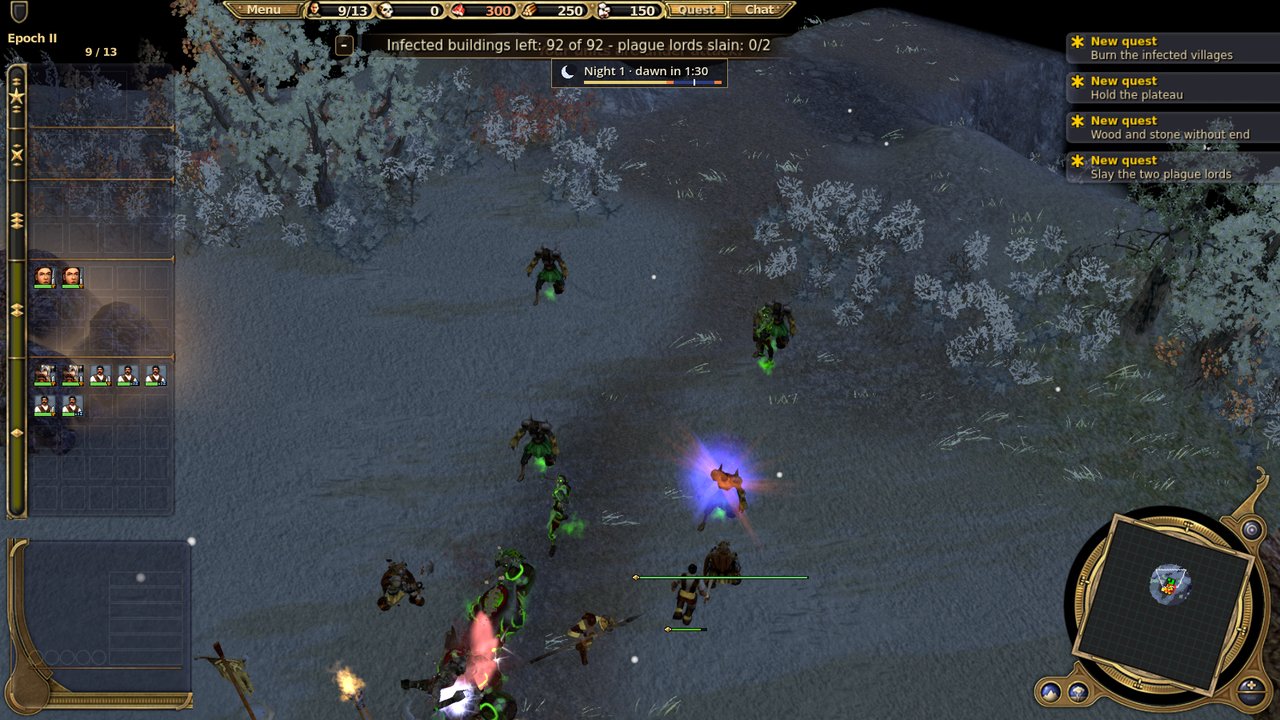 Menu
9/13
0
300
250
150
Quest
Chat
Epoch II
9 / 13
-
Infected buildings left: 92 of 92 - plague lords slain: 0/2
Night 1 · dawn in 1:30
New quest
Burn the infected villages
New quest
Hold the plateau
New quest
Wood and stone without end
New quest
Slay the two plague lords